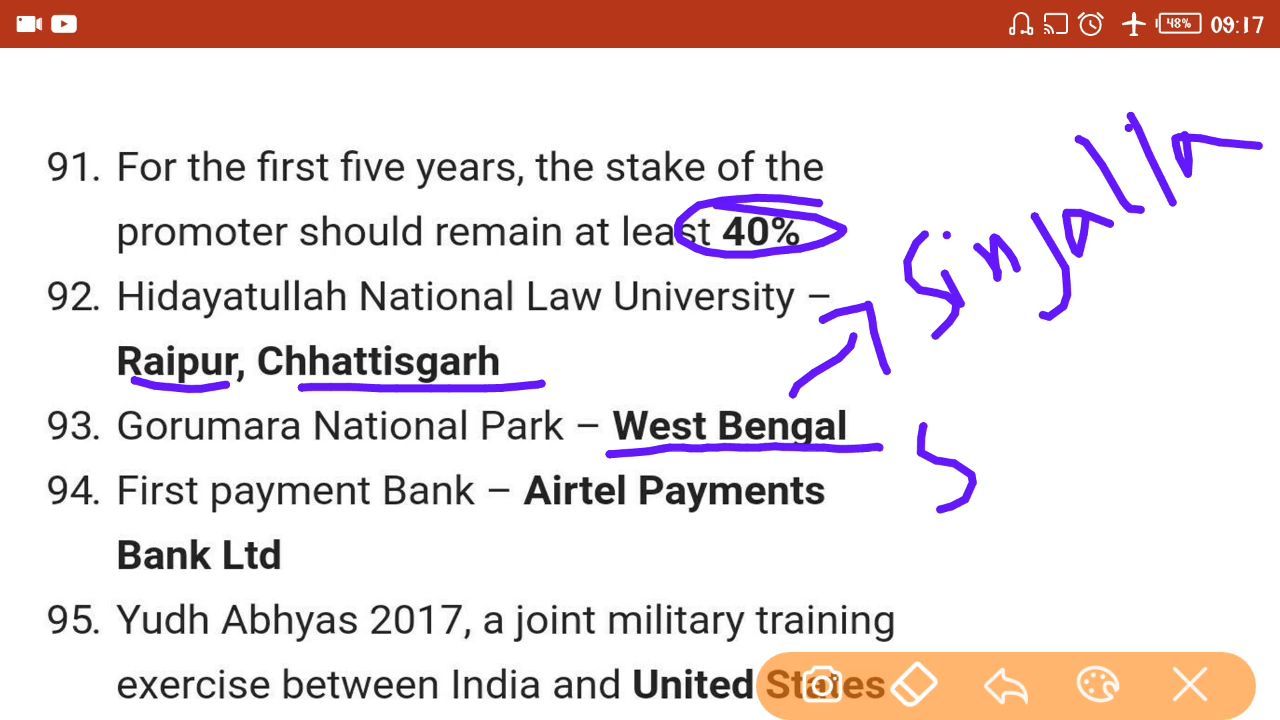 48% 09:17
91. For the first five years, the stake of the
promoter should remain at least 40%
92. Hidayatullah National Law University –
Raipur, Chhattisgarh
Sinjalila
93. Gorumara National Park – West Bengal
S
94. First payment Bank – Airtel Payments
Bank Ltd
95. Yudh Abhyas 2017, a joint military training
exercise between India and United States